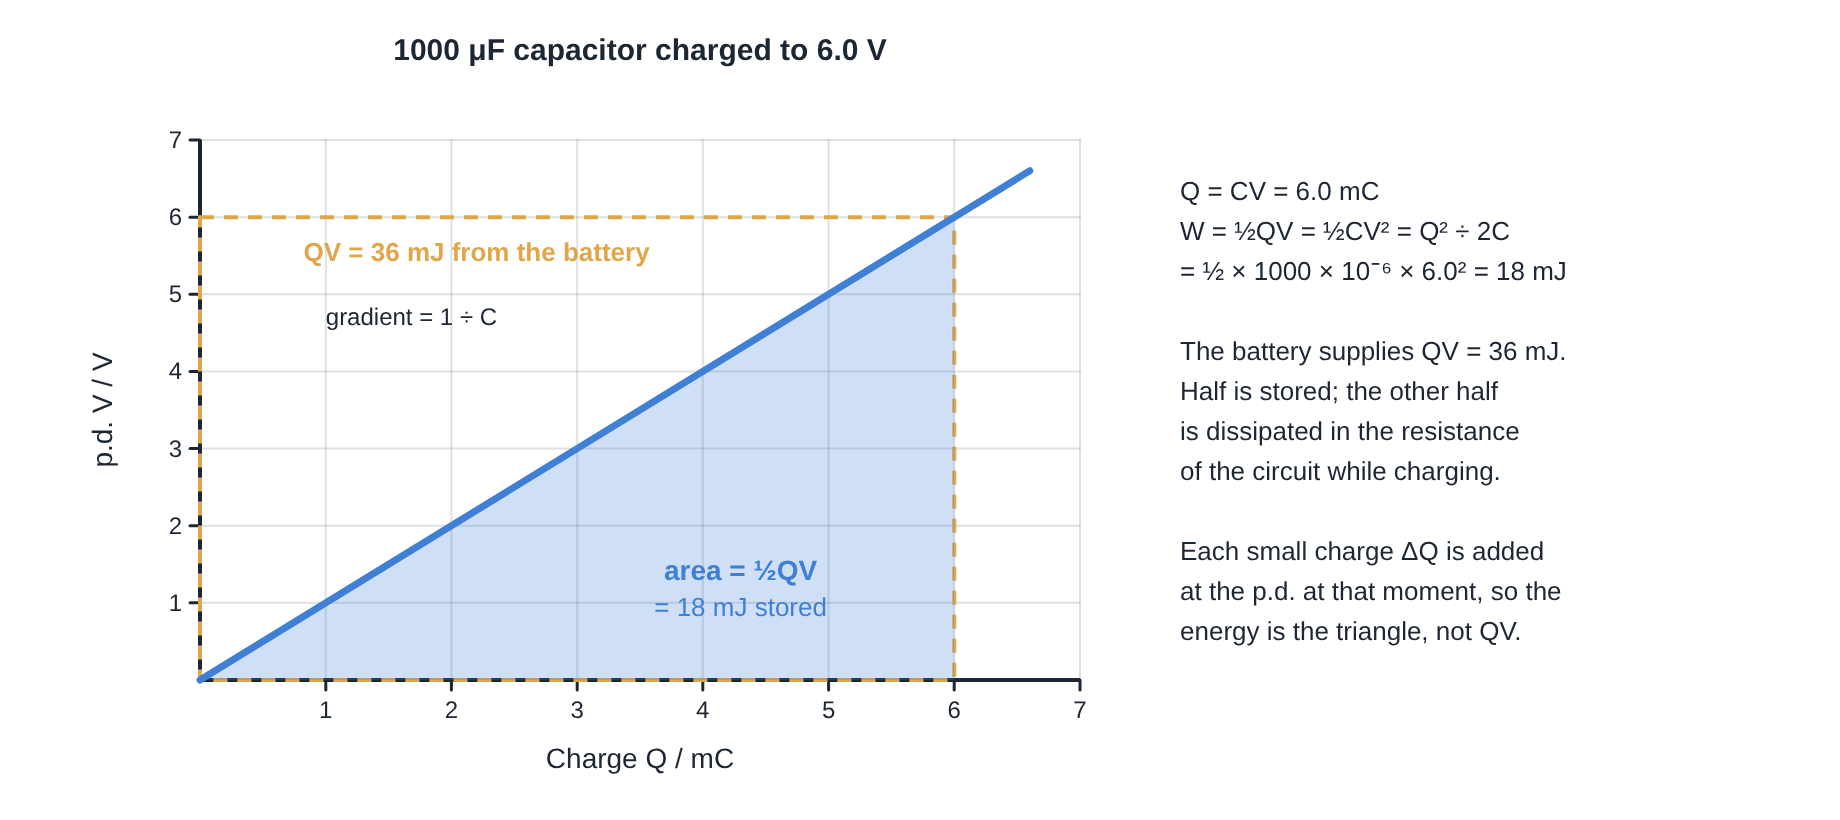 1000 μF capacitor charged to 6.0 V
7
6
5
4
3
2
1
p.d. V / V
QV = 36 mJ from the battery
gradient = 1 ÷ C
area = ½QV
= 18 mJ stored
1 2 3 4 5 6 7
Charge Q / mC
Q = CV = 6.0 mC
W = ½QV = ½CV² = Q² ÷ 2C
= ½ × 1000 × 10⁻⁶ × 6.0² = 18 mJ
The battery supplies QV = 36 mJ.
Half is stored; the other half
is dissipated in the resistance
of the circuit while charging.
Each small charge ΔQ is added
at the p.d. at that moment, so the
energy is the triangle, not QV.